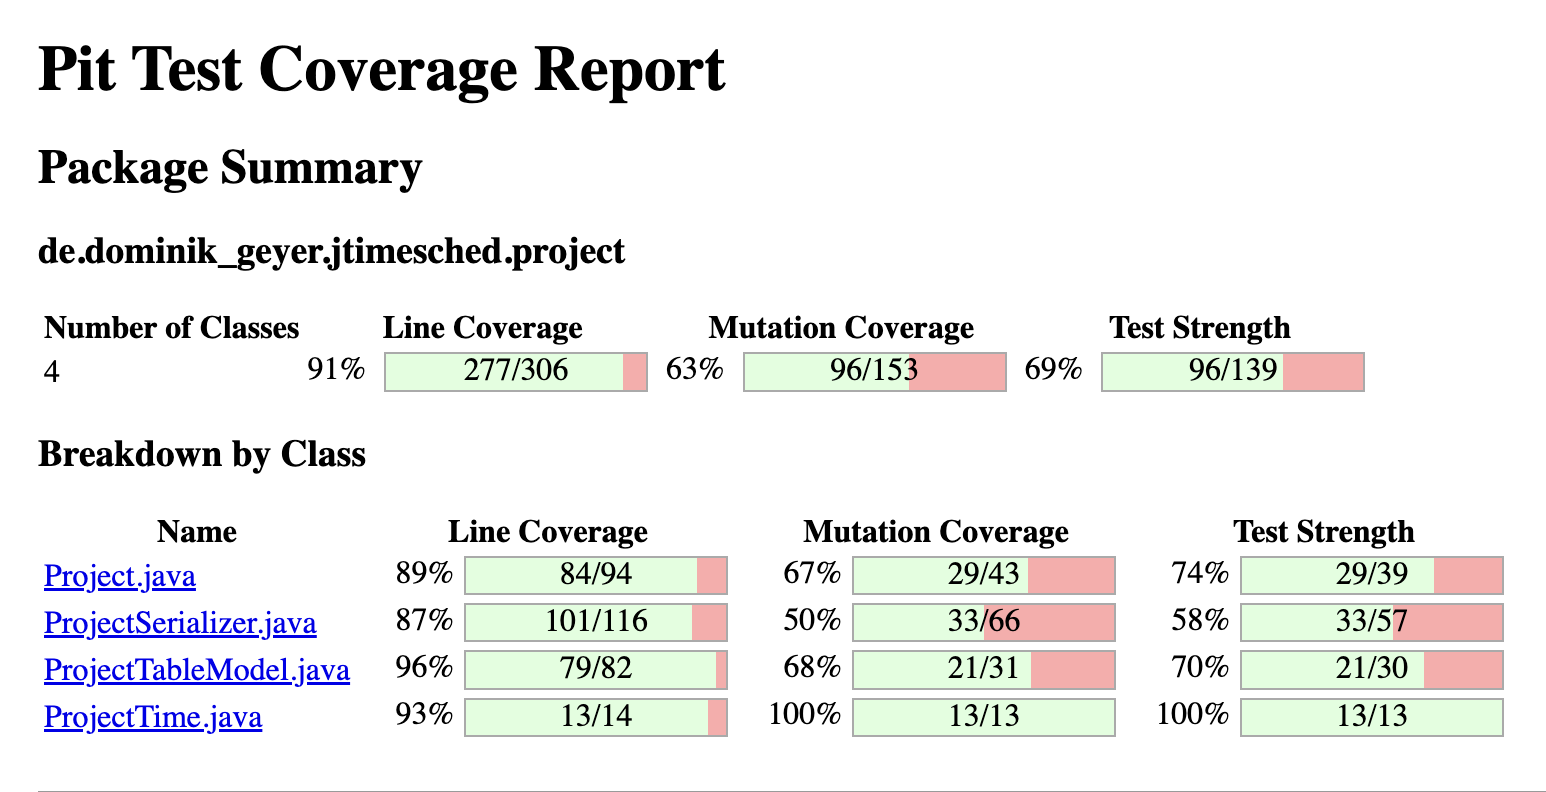 Pit Test Coverage Report
Package Summary
de.dominik_geyer.jtimesched.project
Number of Classes Line Coverage Mutation Coverage Test Strength
4 91% 277/306 63% 96/153 69% 96/139
Breakdown by Class
Name Line Coverage Mutation Coverage Test Strength
Project.java 89% 84/94 67% 29/43 74% 29/39
ProjectSerializer.java 87% 101/116 50% 33/66 58% 33/57
ProjectTableModel.java 96% 79/82 68% 21/31 70% 21/30
ProjectTime.java 93% 13/14 100% 13/13 100% 13/13